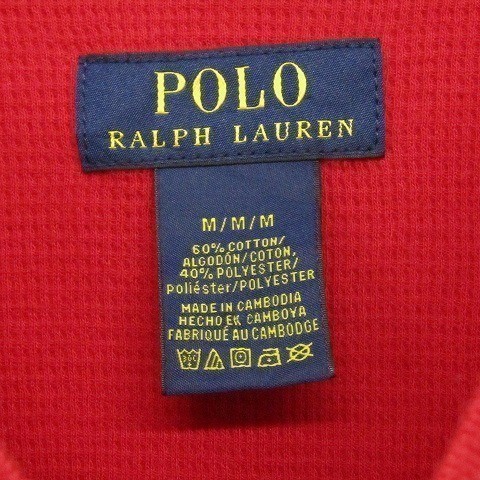 POLO
RALPH LAUREN
M/M/M
60% COTTON/
ALGODÓN/COTON,
40% POLYESTER/
Poliéster/POLYESTER
MADE IN CAMBODIA
HECHO EK CAMBOYA
FABRIQUÉ AU CAMBODGE